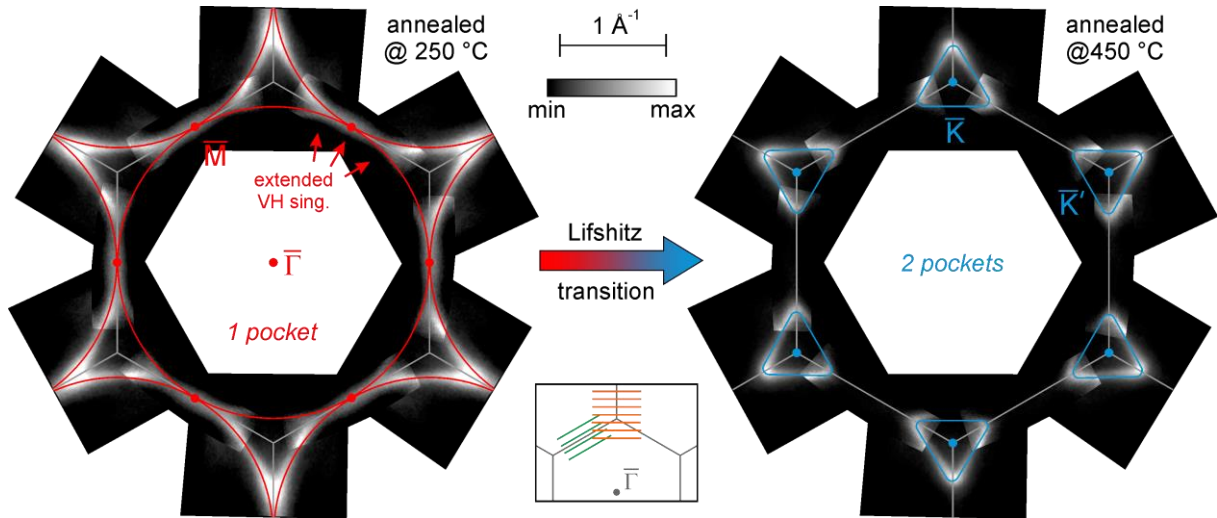 annealed
@ 250 °C
M̅
extended
VH sing.
Γ̅
1 pocket
1 Å⁻¹
min max
Lifshitz
transition
Γ̅
annealed
@450 °C
K̅
K̅′
2 pockets